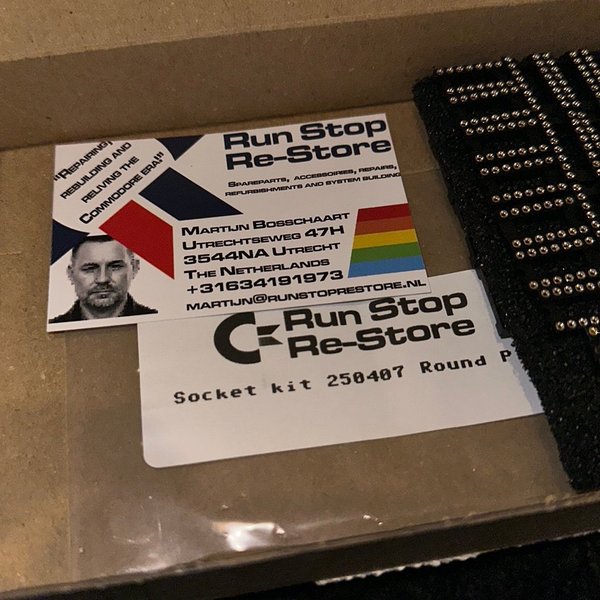 "Repairing,
rebuilding and
reliving the
Commodore era!"
Run Stop
Re-Store
Spareparts, accessoiries, repairs,
refurbishments and system building
Martijn Bosschaart
Utrechtseweg 47H
3544NA Utrecht
The Netherlands
+31634191973
martijn@runstoprestore.nl
Run Stop
Re-Store
Socket kit 250407 Round P